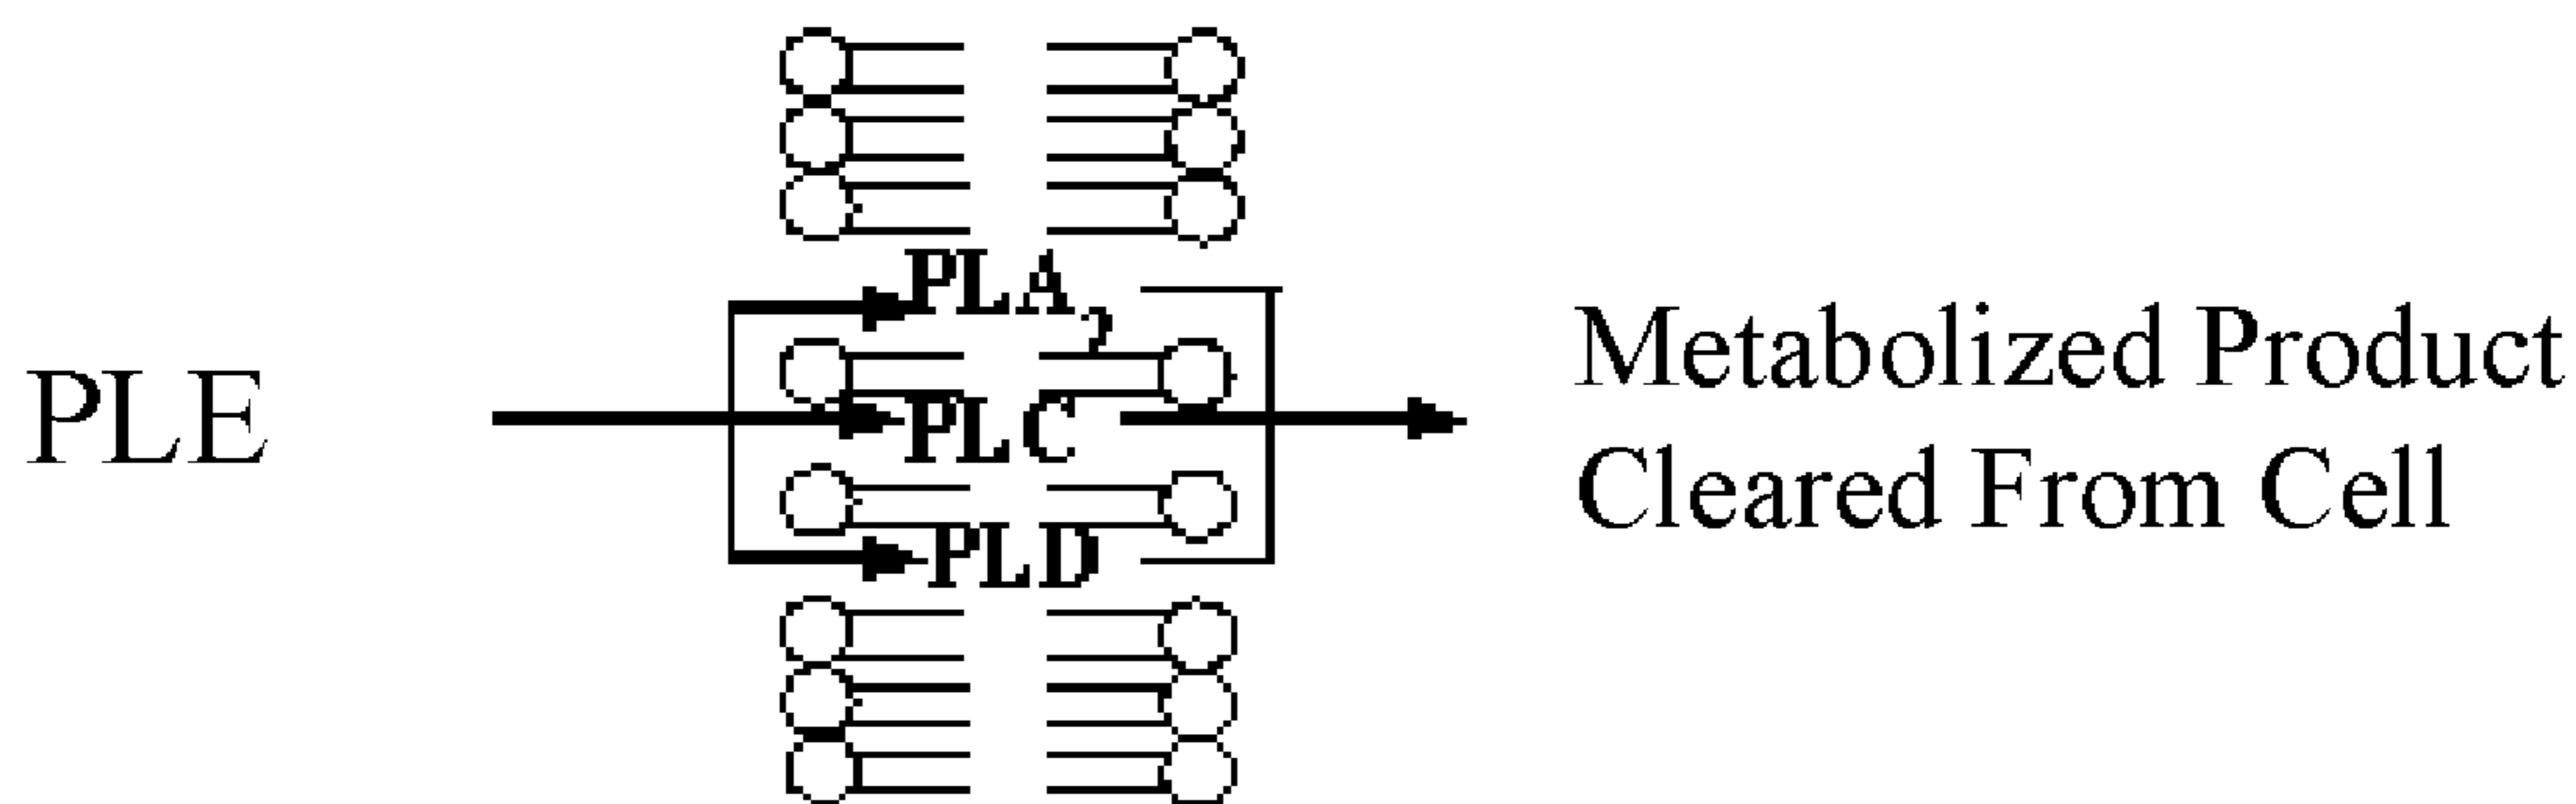 PLA2
PLE
PLC
PLD
Metabolized Product
Cleared From Cell